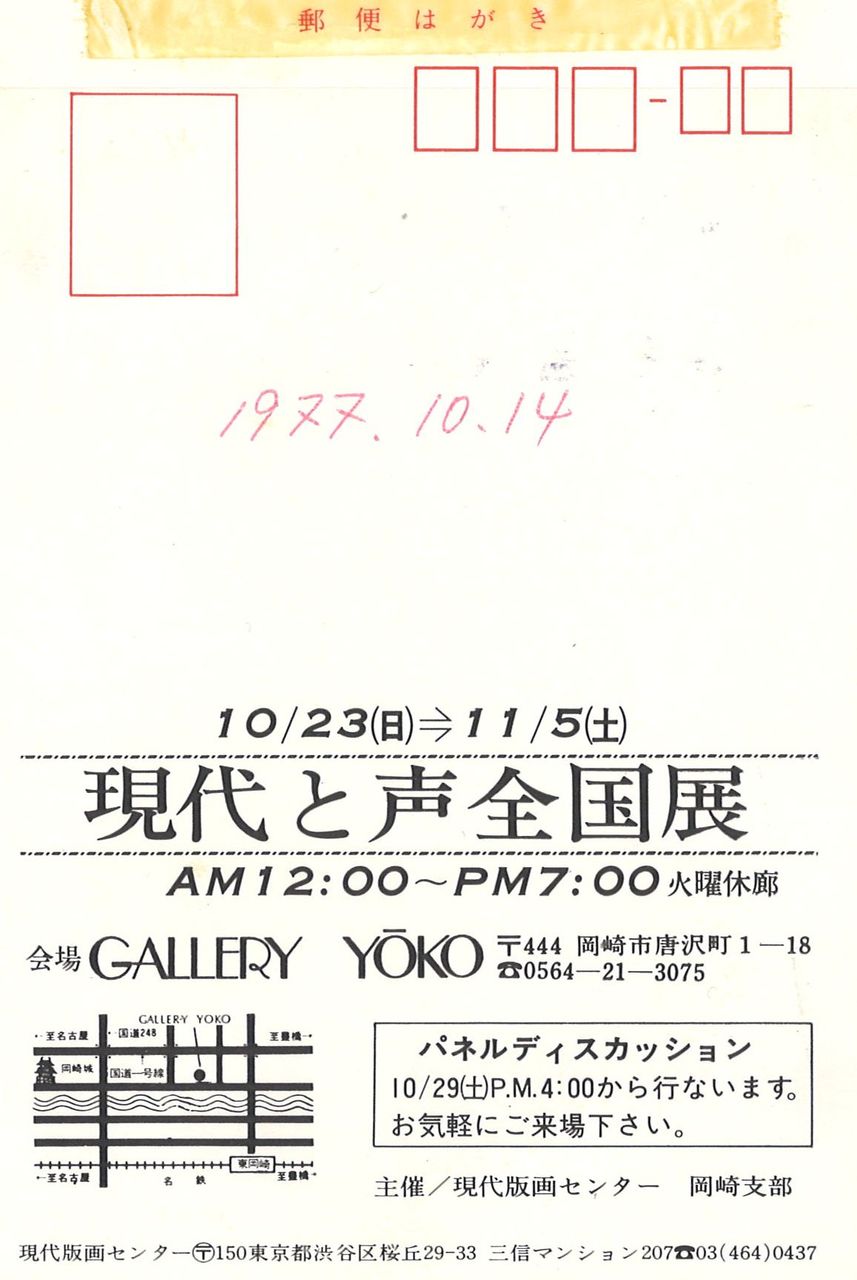 郵便はがき
1977.10.14
10/23(日)⇒11/5(土)
現代と声全国展
AM12:00〜PM7:00 火曜休廊
会場 GALLERY YŌKO 〒444 岡崎市唐沢町1―18
☎0564―21―3075
GALLERY YOKO
←至名古屋 国道248 至豊橋→
岡崎城 国道一号線
東岡崎
←至名古屋 名鉄 至豊橋→
パネルディスカッション
10/29(土)P.M.4:00から行ないます。
お気軽にご来場下さい。
主催/現代版画センター 岡崎支部
現代版画センター〒150東京都渋谷区桜丘29-33 三信マンション207☎03(464)0437